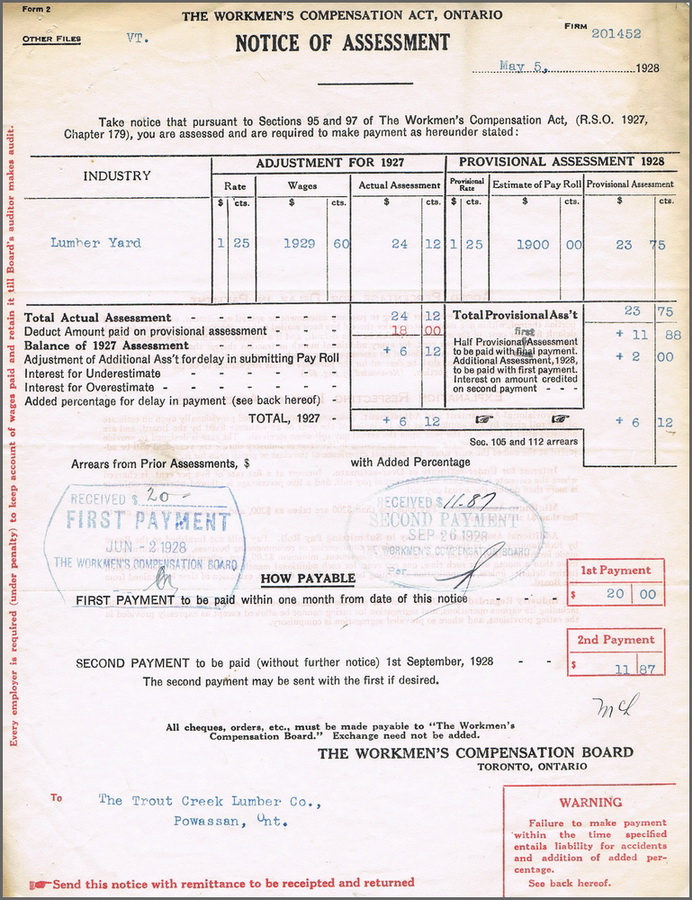 Form 2
THE WORKMEN'S COMPENSATION ACT, ONTARIO
OTHER FILES VT. FIRM 201452
NOTICE OF ASSESSMENT
May 5, 1928
Take notice that pursuant to Sections 95 and 97 of The Workmen's Compensation Act, (R.S.O. 1927,
Chapter 179), you are assessed and are required to make payment as hereunder stated:
INDUSTRY ADJUSTMENT FOR 1927 PROVISIONAL ASSESSMENT 1928
Rate Wages Actual Assessment Provisional Rate Estimate of Pay Roll Provisional Assessment
$ cts. $ cts. $ cts. $ cts. $ cts. $ cts.
Lumber Yard 1 25 1929 60 24 12 1 25 1900 00 23 75
Total Actual Assessment - - - - - 24 12 Total Provisional Ass't 23 75
Deduct Amount paid on provisional assessment - - - 18 00
first
Half Provisional Assessment + 11 88
to be paid with final payment.
Balance of 1927 Assessment - - - - + 6 12
Additional Assessment, 1928, + 2 00
to be paid with first payment.
Adjustment of Additional Ass't for delay in submitting Pay Roll
Interest on amount credited
on second payment - - -
Interest for Underestimate - - - - -
Interest for Overestimate - - - - -
Added percentage for delay in payment (see back hereof)
TOTAL, 1927 - + 6 12 + 6 12
Sec. 105 and 112 arrears
Arrears from Prior Assessments, $ with Added Percentage
RECEIVED $ 20-
FIRST PAYMENT
JUN - 2 1928
THE WORKMEN'S COMPENSATION BOARD
RECEIVED $ 11.87
SECOND PAYMENT
SEP 26 1928
THE WORKMEN'S COMPENSATION BOARD
Per
HOW PAYABLE
1st Payment
FIRST PAYMENT to be paid within one month from date of this notice - - - $ 20 00
2nd Payment
SECOND PAYMENT to be paid (without further notice) 1st September, 1928 - - $ 11 87
The second payment may be sent with the first if desired.
All cheques, orders, etc., must be made payable to "The Workmen's
Compensation Board." Exchange need not be added.
THE WORKMEN'S COMPENSATION BOARD
TORONTO, ONTARIO
To The Trout Creek Lumber Co.,
Powassan, Ont.
WARNING
Failure to make payment
within the time specified
entails liability for accidents
and addition of added per-
centage.
See back hereof.
Send this notice with remittance to be receipted and returned
Every employer is required (under penalty) to keep account of wages paid and retain it till Board's auditor makes audit.